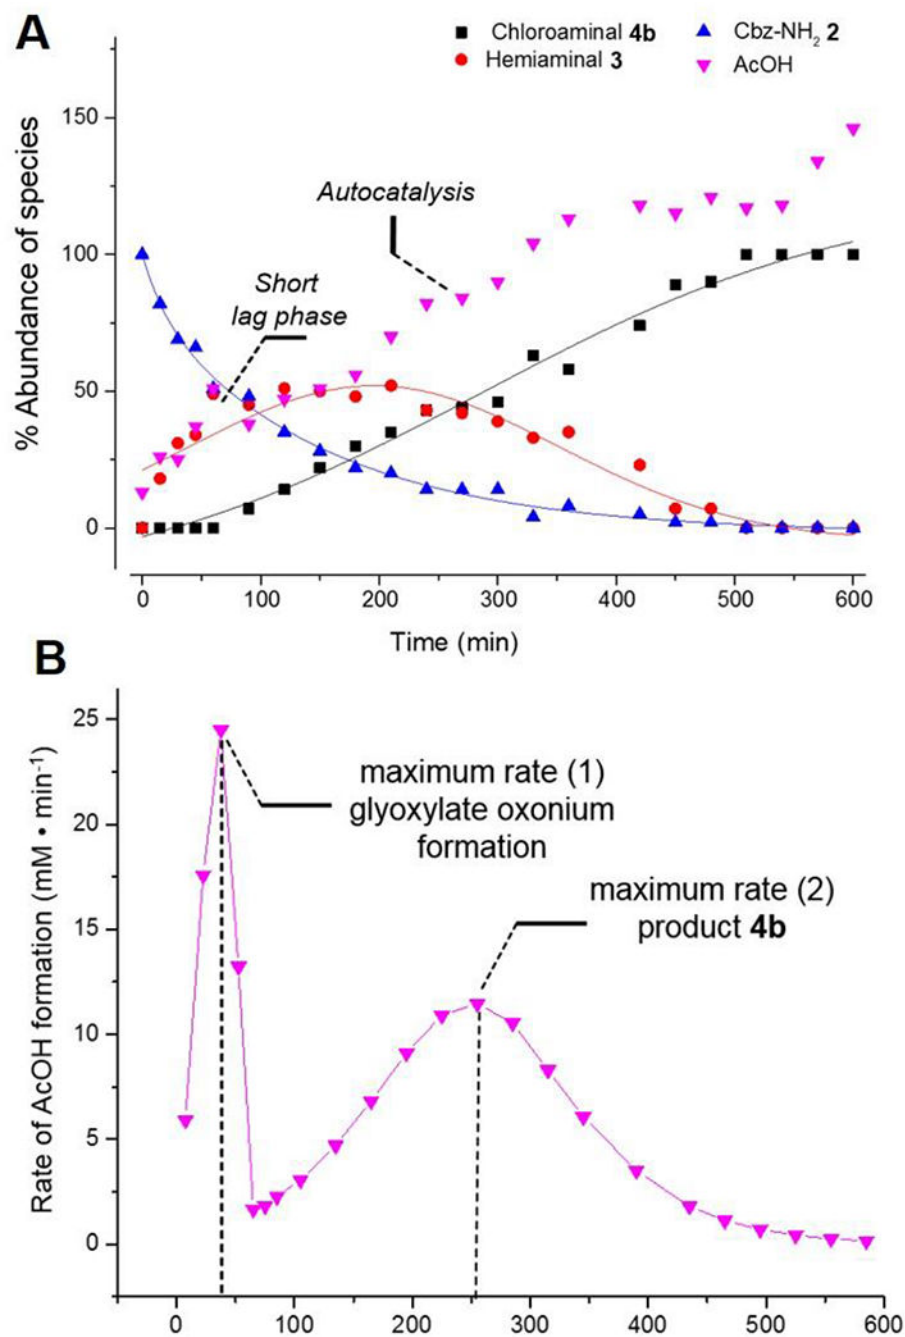 A
Chloroaminal 4b
Hemiaminal 3
Cbz-NH2 2
AcOH
% Abundance of species
150
100
50
0
Autocatalysis
Short
lag phase
0 100 200 300 400 500 600
Time (min)
B
Rate of AcOH formation (mM • min-1)
25
20
15
10
5
0
maximum rate (1)
glyoxylate oxonium
formation
maximum rate (2)
product 4b
0 100 200 300 400 500 600